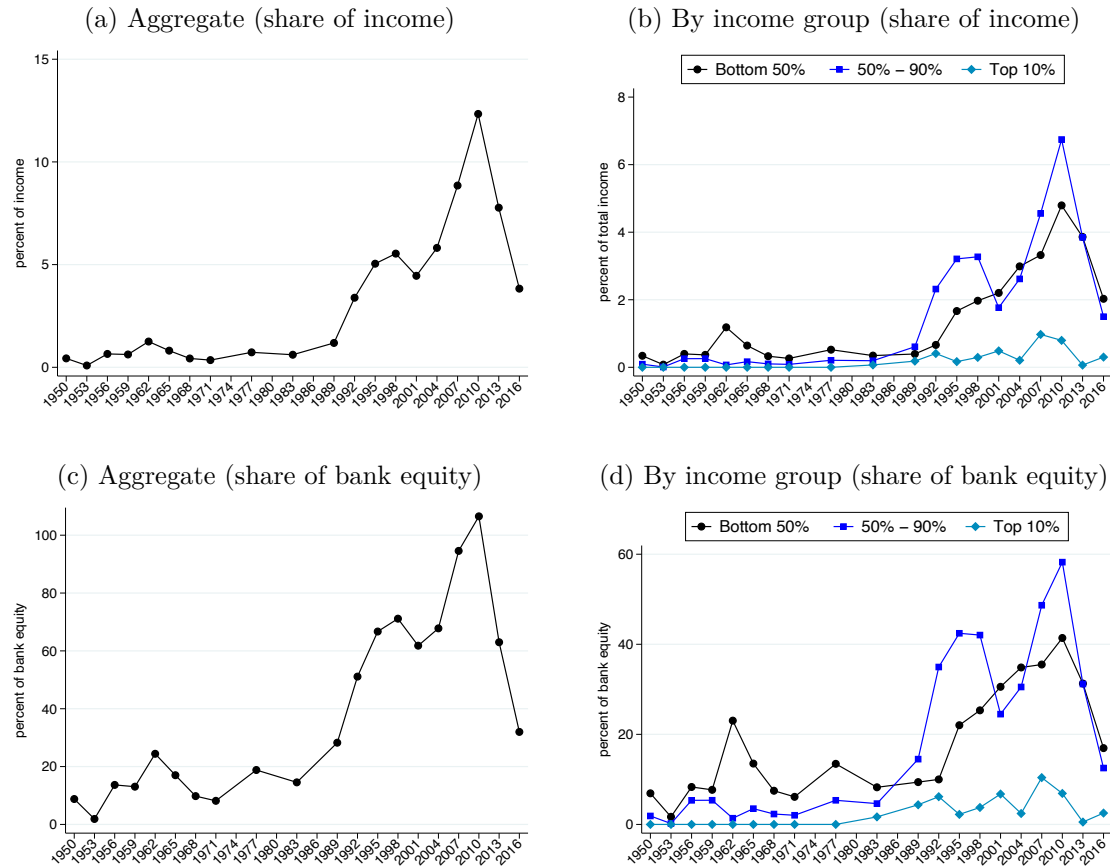 (a) Aggregate (share of income)
percent of income
15
10
5
0
1950 1953 1956 1959 1962 1965 1968 1971 1974 1977 1980 1983 1986 1989 1992 1995 1998 2001 2004 2007 2010 2013 2016
(b) By income group (share of income)
Bottom 50% 50% – 90% Top 10%
percent of total income
8
6
4
2
0
1950 1953 1956 1959 1962 1965 1968 1971 1974 1977 1980 1983 1986 1989 1992 1995 1998 2001 2004 2007 2010 2013 2016
(c) Aggregate (share of bank equity)
percent of bank equity
100
80
60
40
20
0
1950 1953 1956 1959 1962 1965 1968 1971 1974 1977 1980 1983 1986 1989 1992 1995 1998 2001 2004 2007 2010 2013 2016
(d) By income group (share of bank equity)
Bottom 50% 50% – 90% Top 10%
percent of bank equity
60
40
20
0
1950 1953 1956 1959 1962 1965 1968 1971 1974 1977 1980 1983 1986 1989 1992 1995 1998 2001 2004 2007 2010 2013 2016